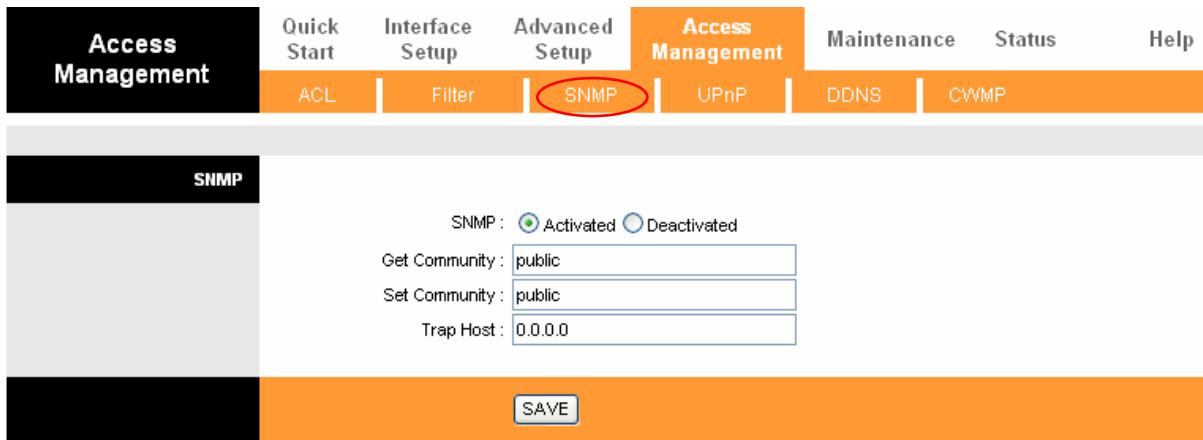 Access Management
Quick Start
Interface Setup
Advanced Setup
Access Management
Maintenance
Status
Help
ACL
Filter
SNMP
UPnP
DDNS
CWMP
SNMP
SNMP : Activated Deactivated
Get Community : public
Set Community : public
Trap Host : 0.0.0.0
SAVE